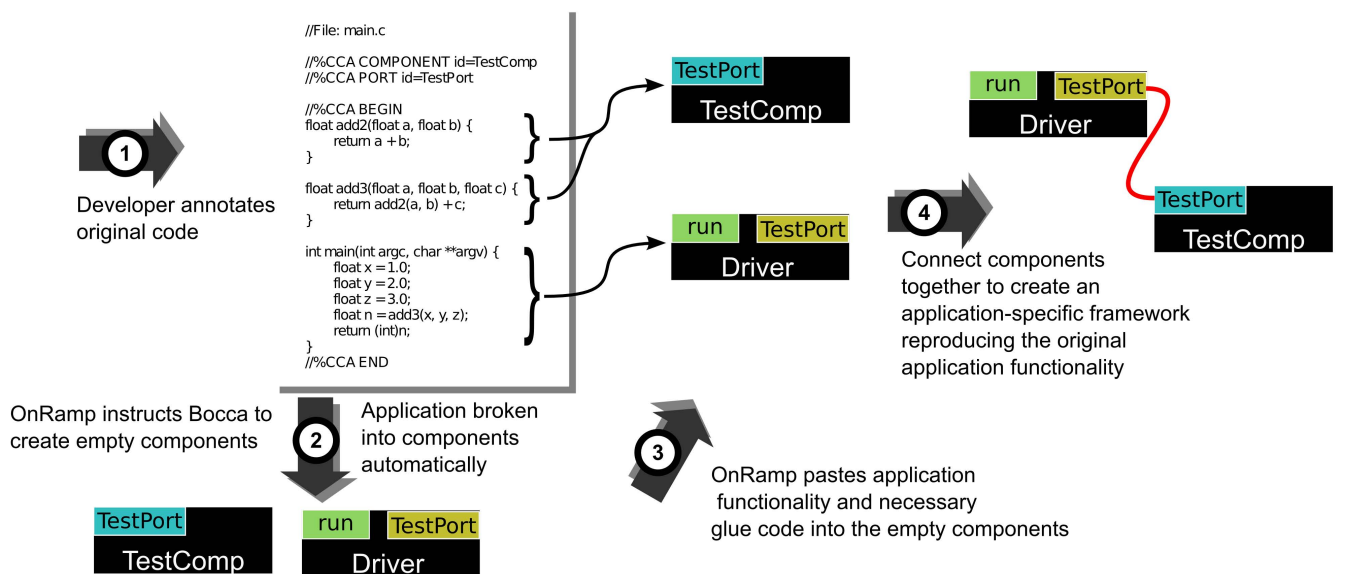 //File: main.c
//%CCA COMPONENT id=TestComp
//%CCA PORT id=TestPort
//%CCA BEGIN
float add2(float a, float b) {
return a + b;
}
float add3(float a, float b, float c) {
return add2(a, b) + c;
}
int main(int argc, char **argv) {
float x = 1.0;
float y = 2.0;
float z = 3.0;
float n = add3(x, y, z);
return (int)n;
}
//%CCA END
1
Developer annotates
original code
OnRamp instructs Bocca to
create empty components
2
Application broken
into components
automatically
TestPort
TestComp
run TestPort
Driver
3
OnRamp pastes application
functionality and necessary
glue code into the empty components
TestPort
TestComp
run TestPort
Driver
4
Connect components
together to create an
application-specific framework
reproducing the original
application functionality
run TestPort
Driver
TestPort
TestComp